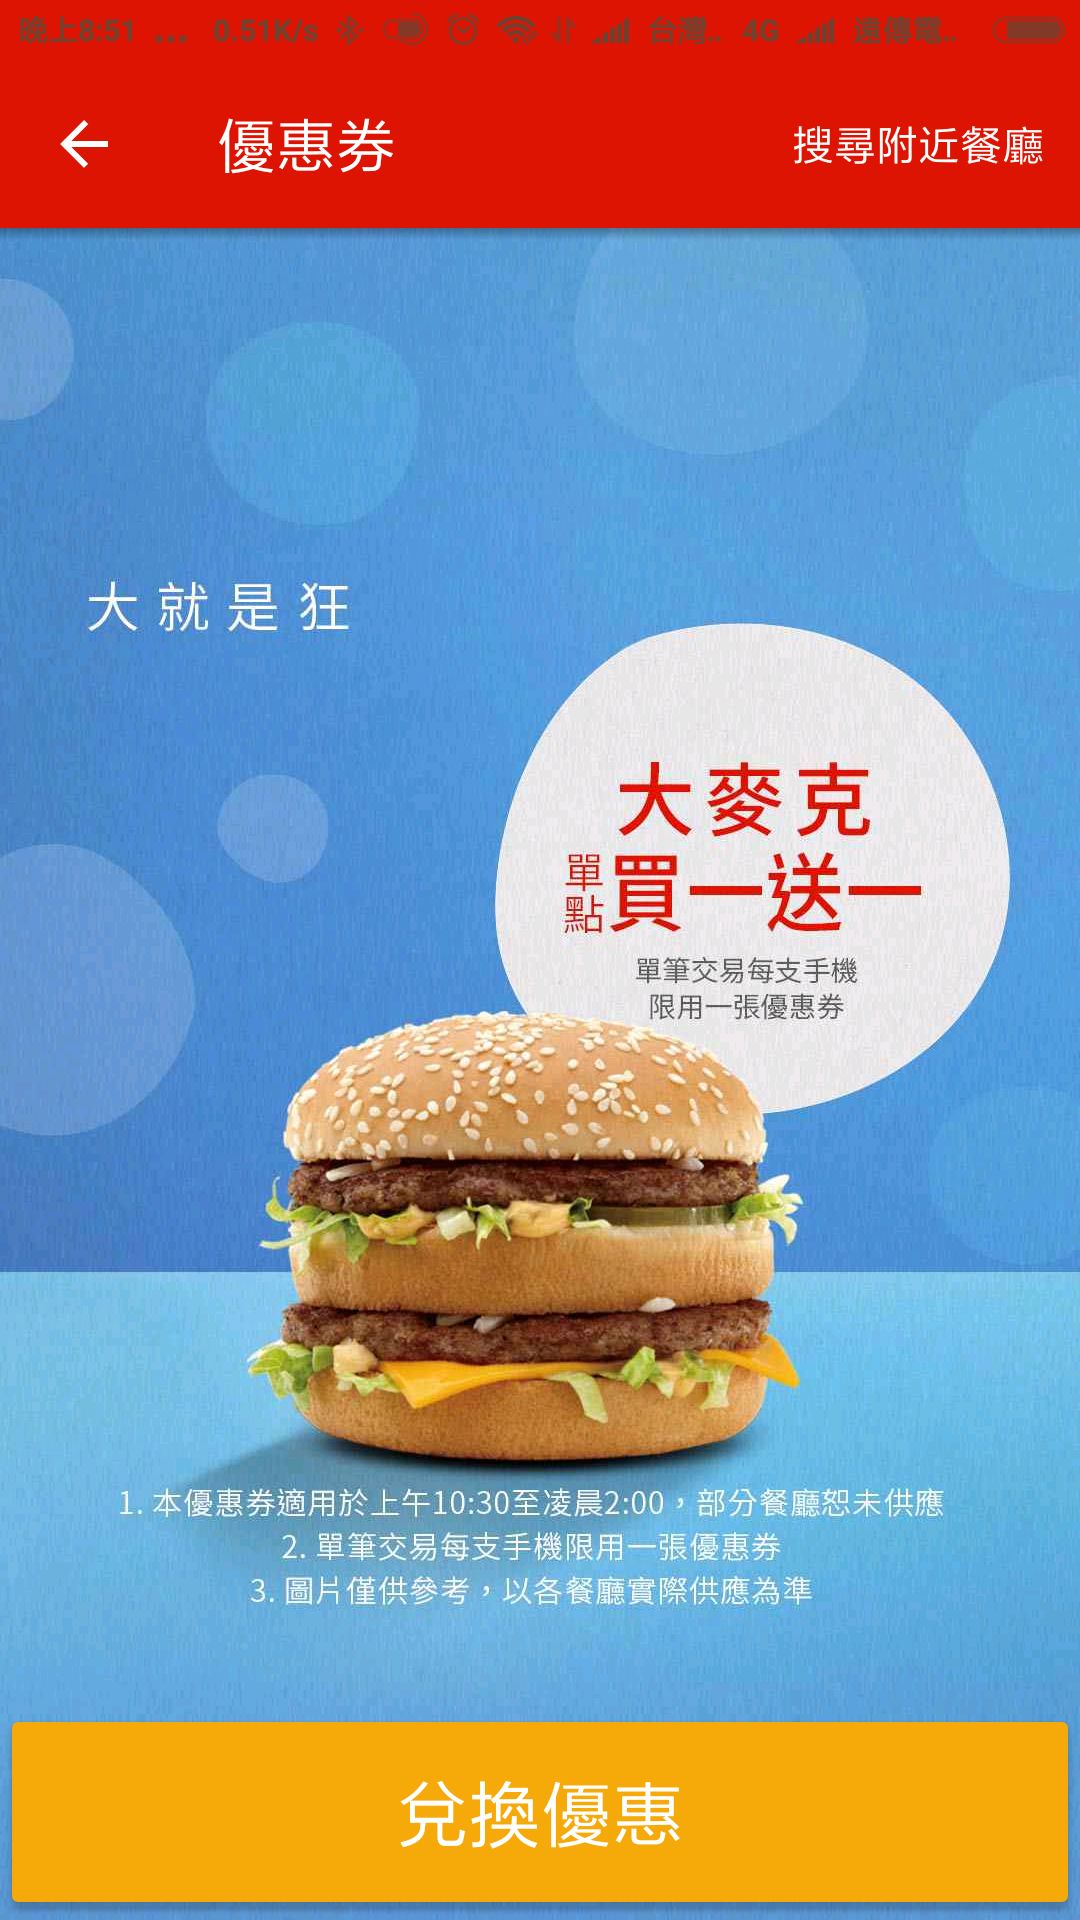 晚上8:51 ... 0.51K/s 台灣.. 4G 遠傳電..
優惠券 搜尋附近餐廳
大就是狂
大麥克
單點 買一送一
單筆交易每支手機
限用一張優惠券
1. 本優惠券適用於上午10:30至凌晨2:00，部分餐廳恕未供應
2. 單筆交易每支手機限用一張優惠券
3. 圖片僅供參考，以各餐廳實際供應為準
兌換優惠